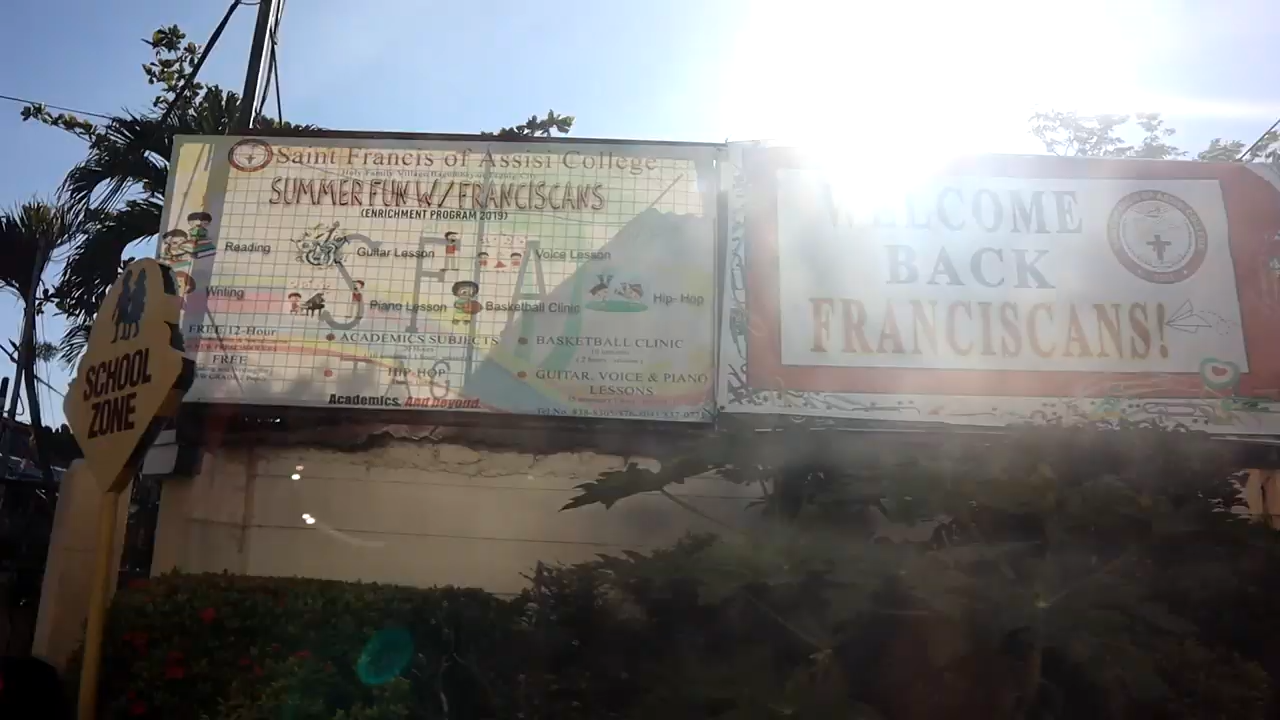 Saint Francis of Assisi College
Holy Family Village
SUMMER FUN W/ FRANCISCANS
(ENRICHMENT PROGRAM 2019)
Reading
Guitar Lesson
Voice Lesson
Writing
Piano Lesson
Basketball Clinic
Hip- Hop
S F A
FREE 12-Hour
FREE
ACADEMICS SUBJECTS
HIP-HOP
BASKETBALL CLINIC
GUITAR, VOICE & PIANO
LESSONS
Academics. And beyond.
Tel.No.
WELCOME
BACK
FRANCISCANS!
SCHOOL
ZONE